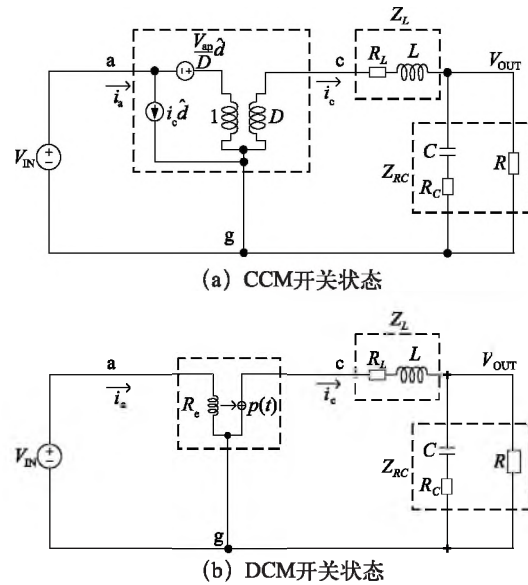 Z_L
a
V_ap/D d̂
c
R_L
L
V_OUT
i_a
i_c d̂
1
D
i_c
C
R
V_IN
Z_RC
R_C
g
(a) CCM开关状态
Z_L
a
c
R_L
L
V_OUT
i_a
R_e
p(t)
i_c
C
R
V_IN
Z_RC
R_C
g
(b) DCM开关状态